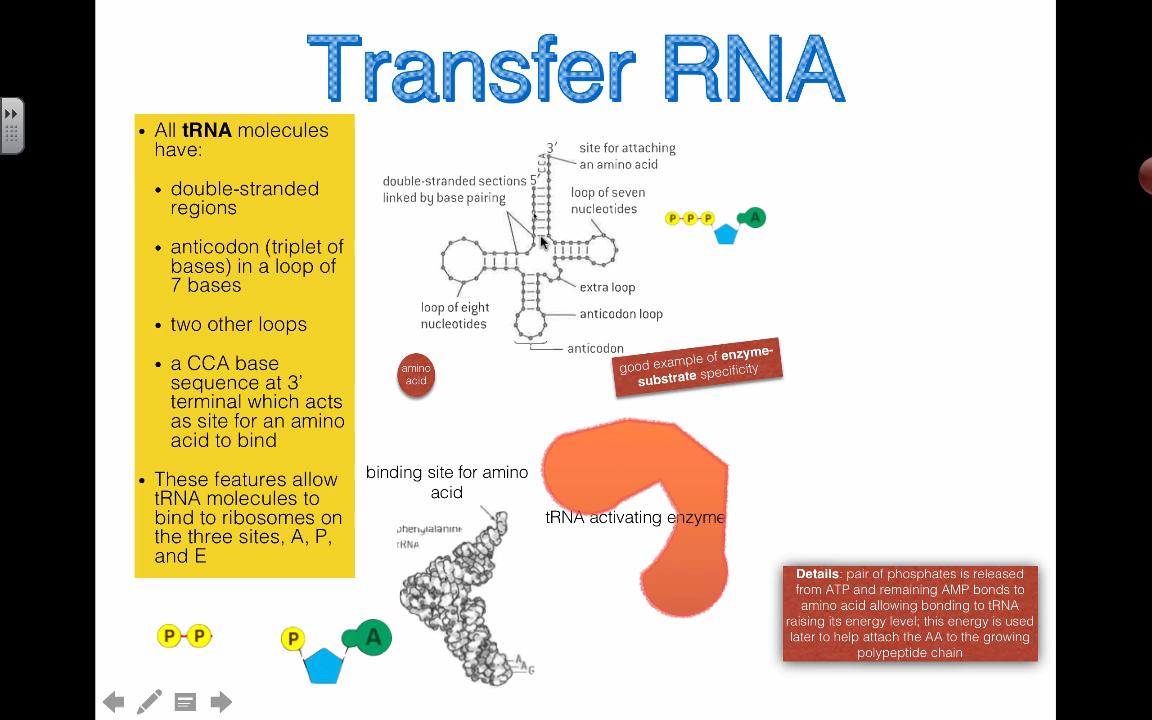 Transfer RNA
• All tRNA molecules
have:
• double-stranded
regions
• anticodon (triplet of
bases) in a loop of
7 bases
• two other loops
• a CCA base
sequence at 3’
terminal which acts
as site for an amino
acid to bind
• These features allow
tRNA molecules to
bind to ribosomes on
the three sites, A, P,
and E
3′
CCA
site for attaching
an amino acid
double-stranded sections
linked by base pairing
5′
loop of seven
nucleotides
P P P A
extra loop
loop of eight
nucleotides
anticodon loop
anticodon
amino
acid
good example of enzyme-
substrate specificity
binding site for amino
acid
tRNA activating enzyme
phenylalanine
tRNA
A
A
G
P P
P A
Details: pair of phosphates is released
from ATP and remaining AMP bonds to
amino acid allowing bonding to tRNA
raising its energy level; this energy is used
later to help attach the AA to the growing
polypeptide chain